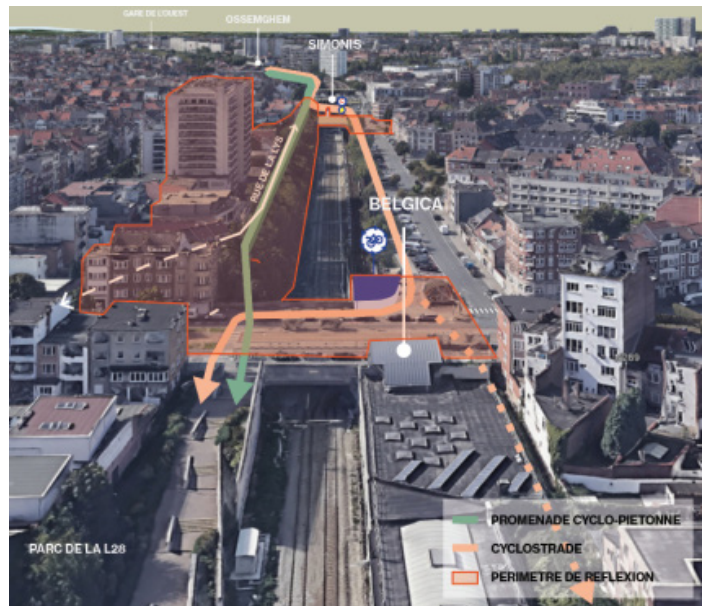 GARE DE L'OUEST
OSSEMGHEM
SIMONIS
RUE DE LA LYS
BELGICA
PARC DE LA L28
PROMENADE CYCLO-PIETONNE
CYCLOSTRADE
PERIMETRE DE REFLEXION